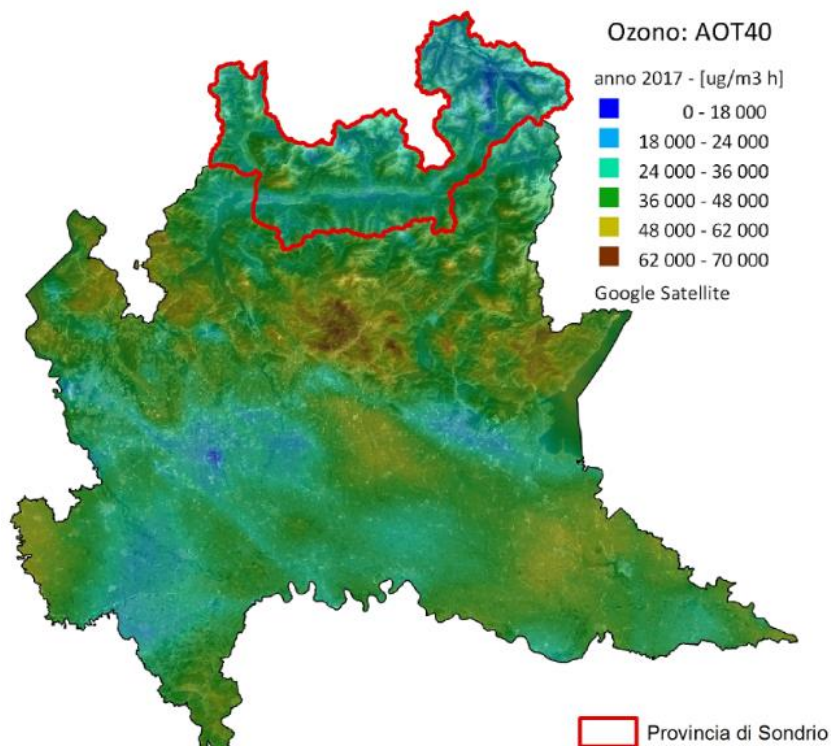 Ozono: AOT40
anno 2017 - [ug/m3 h]
0 - 18 000
18 000 - 24 000
24 000 - 36 000
36 000 - 48 000
48 000 - 62 000
62 000 - 70 000
Google Satellite
Provincia di Sondrio